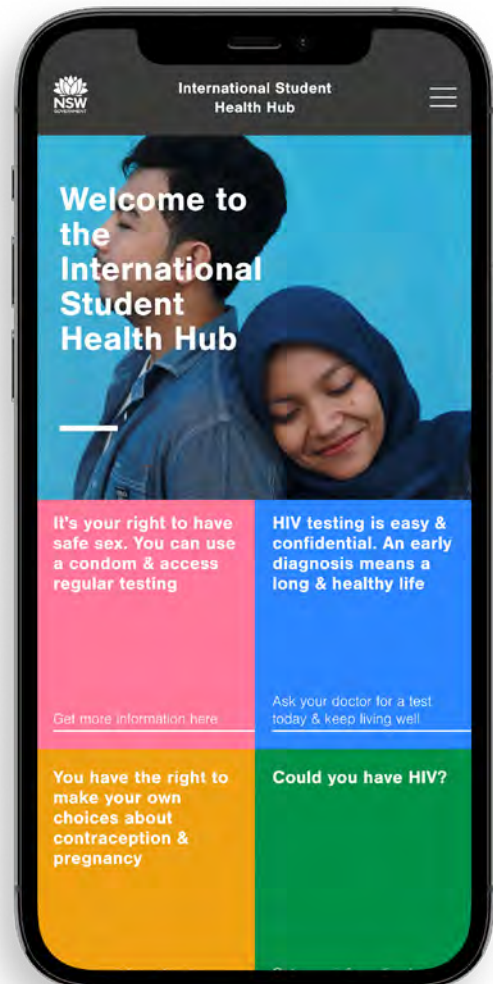 NSW
GOVERNMENT
International Student
Health Hub
Welcome to
the
International
Student
Health Hub
It's your right to have
safe sex. You can use
a condom & access
regular testing
Get more information here
HIV testing is easy &
confidential. An early
diagnosis means a
long & healthy life
Ask your doctor for a test
today & keep living well
You have the right to
make your own
choices about
contraception &
pregnancy
Could you have HIV?